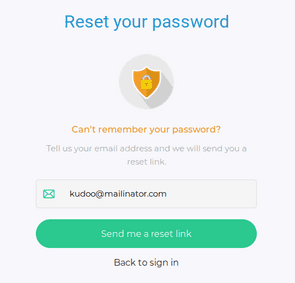 Reset your password
Can't remember your password?
Tell us your email address and we will send you a
reset link.
kudoo@mailinator.com
Send me a reset link
Back to sign in